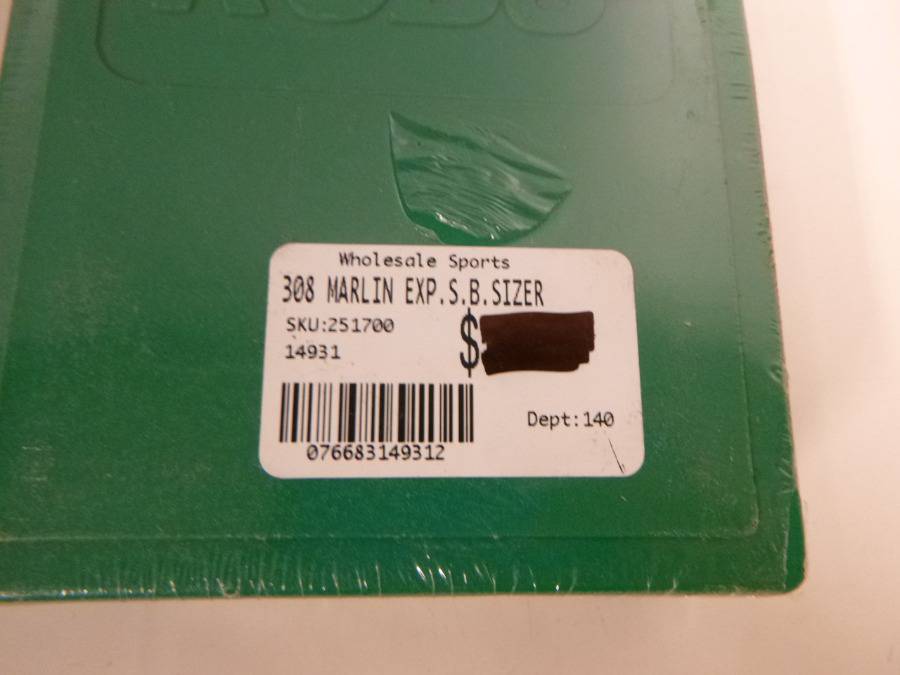 Wholesale Sports
308 MARLIN EXP.S.B.SIZER
SKU:251700
$
14931
Dept:140
076683149312